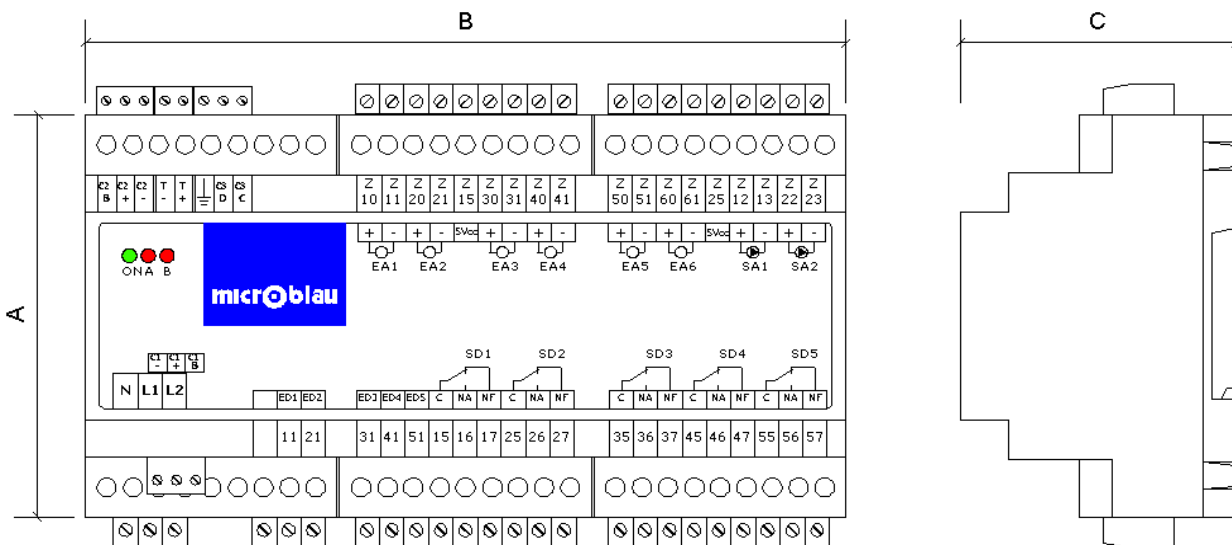 B
C
A
C2 B C2 + C2 - T - T + C3 D C3 C
Z 10 Z 11 Z 20 Z 21 Z 15 Z 30 Z 31 Z 40 Z 41
Z 50 Z 51 Z 60 Z 61 Z 25 Z 12 Z 13 Z 22 Z 23
+ - + - 5Vcc + - + -
+ - + - 5Vcc + - + -
EA1 EA2 EA3 EA4
EA5 EA6 SA1 SA2
ON A B
microblau
SD1 SD2 SD3 SD4 SD5
C1 - C1 + C1 B
N L1 L2
ED1 ED2 ED3 ED4 ED5 C NA NF C NA NF
C NA NF C NA NF C NA NF
11 21 31 41 51 15 16 17 25 26 27
35 36 37 45 46 47 55 56 57